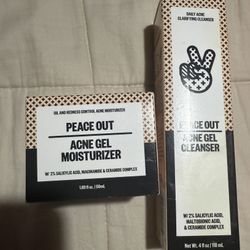 OIL AND REDNESS CONTROL ACNE MOISTURIZER
PEACE OUT
ACNE GEL
MOISTURIZER
W/ 2% SALICYLIC ACID, NIACINAMIDE & CERAMIDE COMPLEX
1.69 fl oz. / 50mL
DAILY ACNE
CLARIFYING CLEANSER
PEACE OUT
ACNE GEL
CLEANSER
W/ 2% SALICYLIC ACID,
MALTOBIONIC ACID,
& CERAMIDE COMPLEX
Net Wt. 4 fl oz / 118 mL